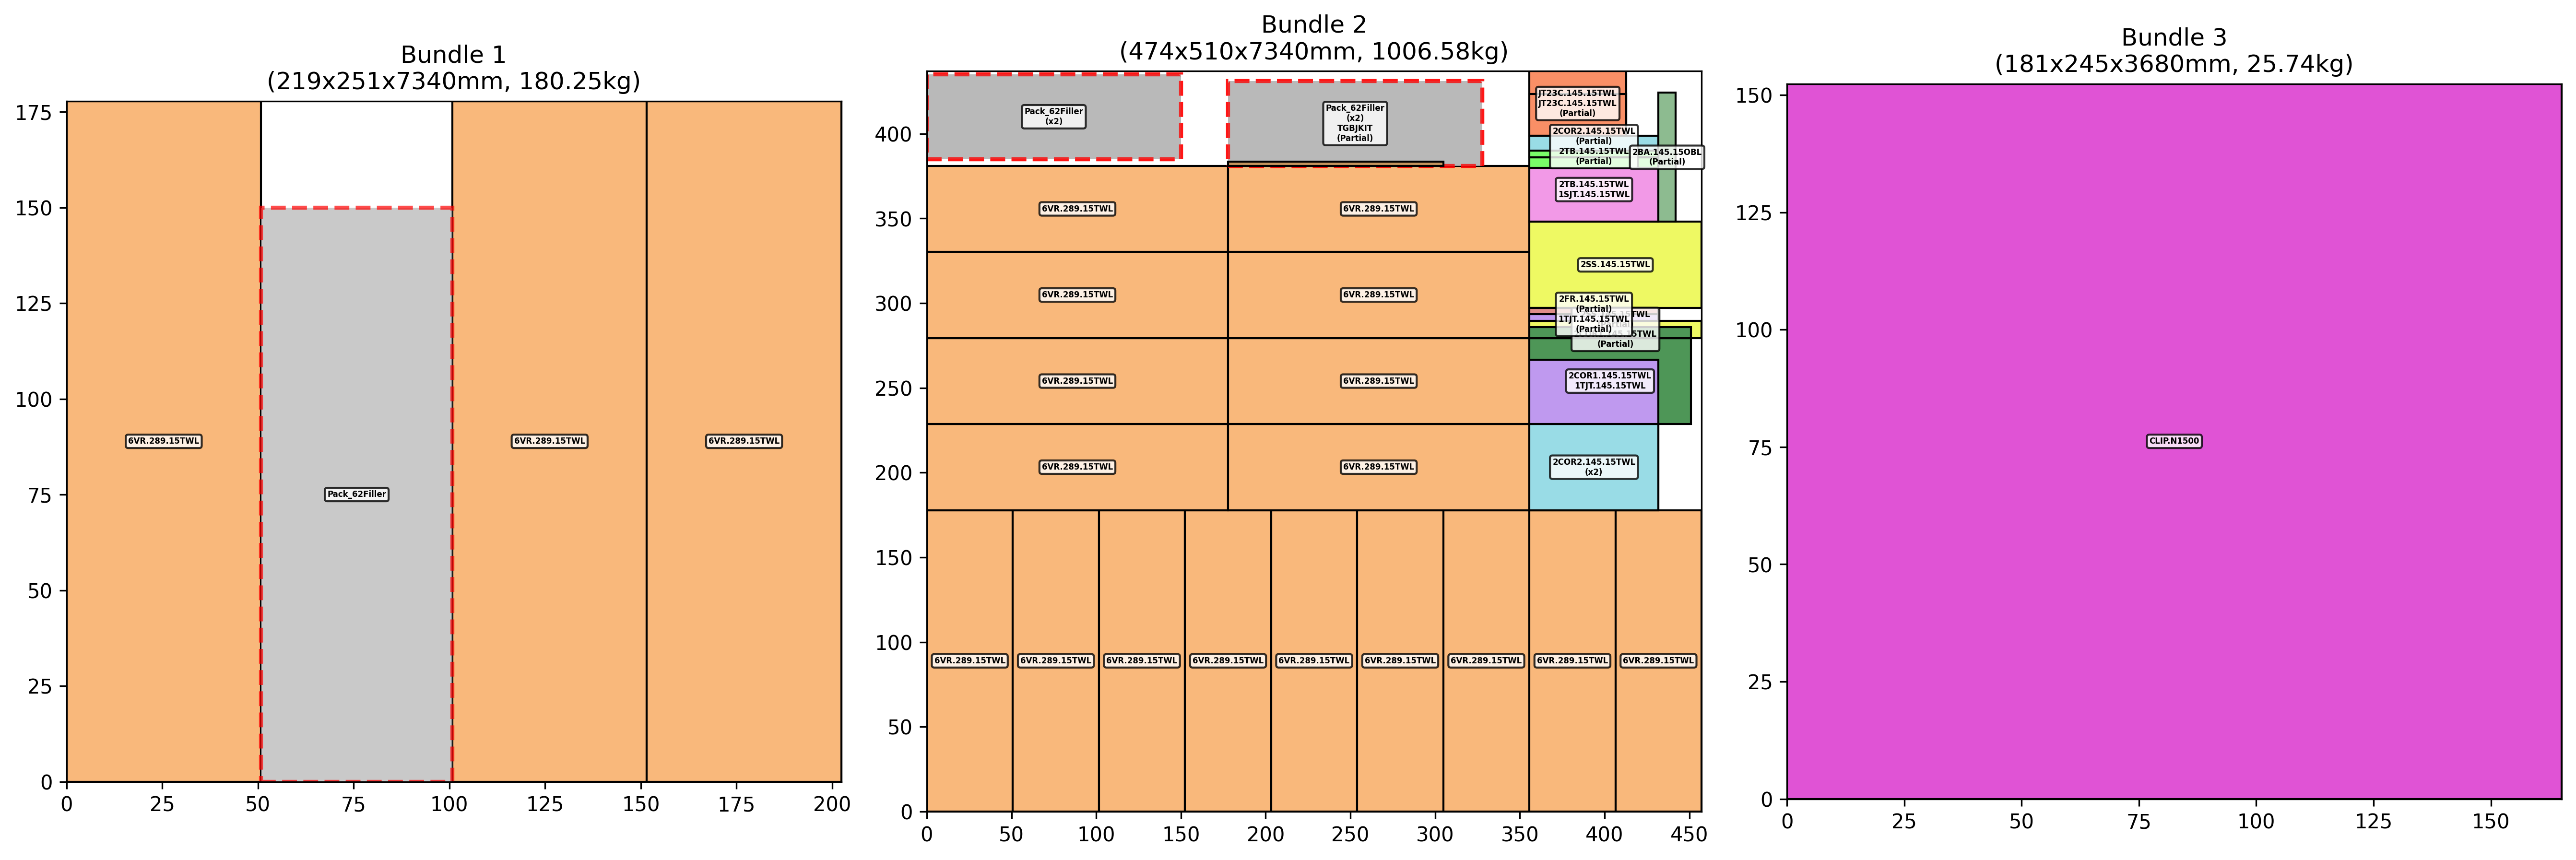 Bundle 1
(219x251x7340mm, 180.25kg)
175
150
125
100
75
50
25
0
0
25
50
75
100
125
150
175
200
6VR.289.15TWL
Pack_62Filler
6VR.289.15TWL
6VR.289.15TWL
Bundle 2
(474x510x7340mm, 1006.58kg)
400
350
300
250
200
150
100
50
0
0
50
100
150
200
250
300
350
400
450
Pack_62Filler
(x2)
Pack_62Filler
(x2)
TGBJKIT
(Partial)
JT23C.145.15TWL
JT23C.145.15TWL
(Partial)
2COR2.145.15TWL
(Partial)
2TB.145.15TWL
(Partial)
2BA.145.15OBL
(Partial)
2TB.145.15TWL
1SJT.145.15TWL
6VR.289.15TWL
6VR.289.15TWL
2SS.145.15TWL
6VR.289.15TWL
6VR.289.15TWL
2FR.145.15TWL
(Partial)
1TJT.145.15TWL
(Partial)
(Partial)
6VR.289.15TWL
6VR.289.15TWL
2COR1.145.15TWL
1TJT.145.15TWL
6VR.289.15TWL
6VR.289.15TWL
2COR2.145.15TWL
(x2)
6VR.289.15TWL
6VR.289.15TWL
6VR.289.15TWL
6VR.289.15TWL
6VR.289.15TWL
6VR.289.15TWL
6VR.289.15TWL
6VR.289.15TWL
6VR.289.15TWL
Bundle 3
(181x245x3680mm, 25.74kg)
150
125
100
75
50
25
0
0
25
50
75
100
125
150
CLIP.N1500